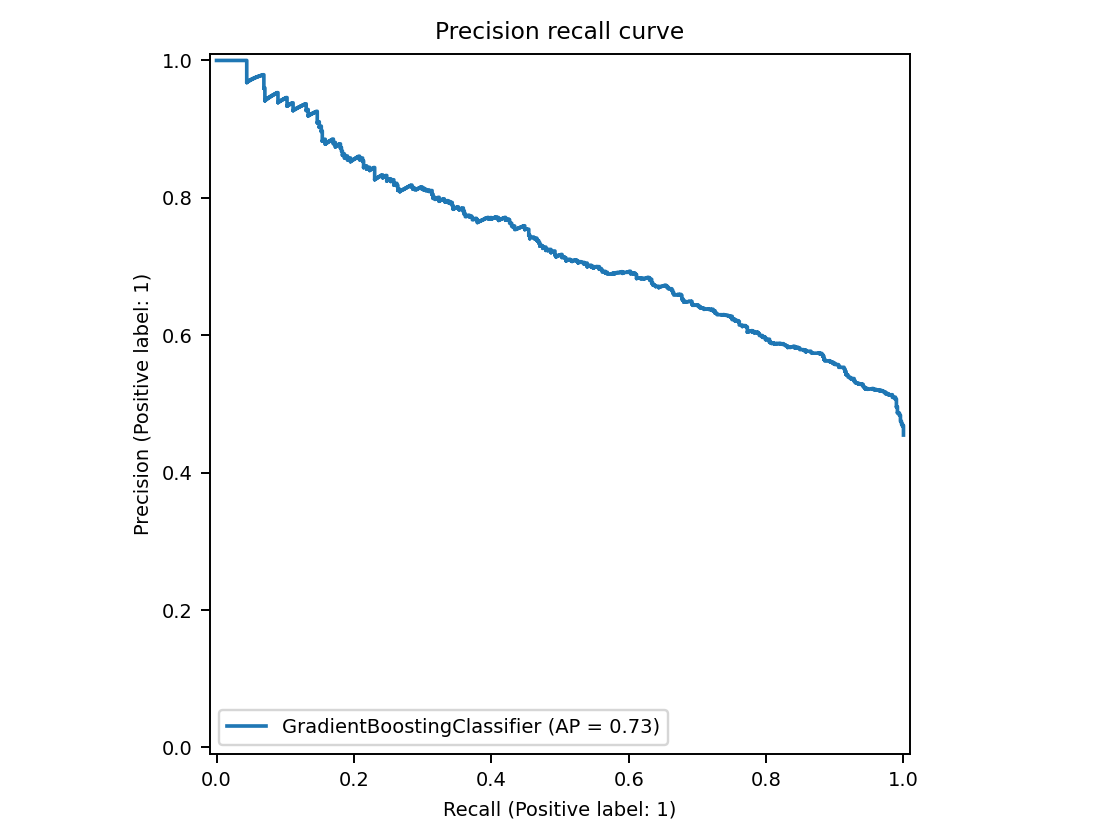 Precision recall curve
1.0
0.8
0.6
0.4
0.2
0.0
Precision (Positive label: 1)
GradientBoostingClassifier (AP = 0.73)
0.0 0.2 0.4 0.6 0.8 1.0
Recall (Positive label: 1)